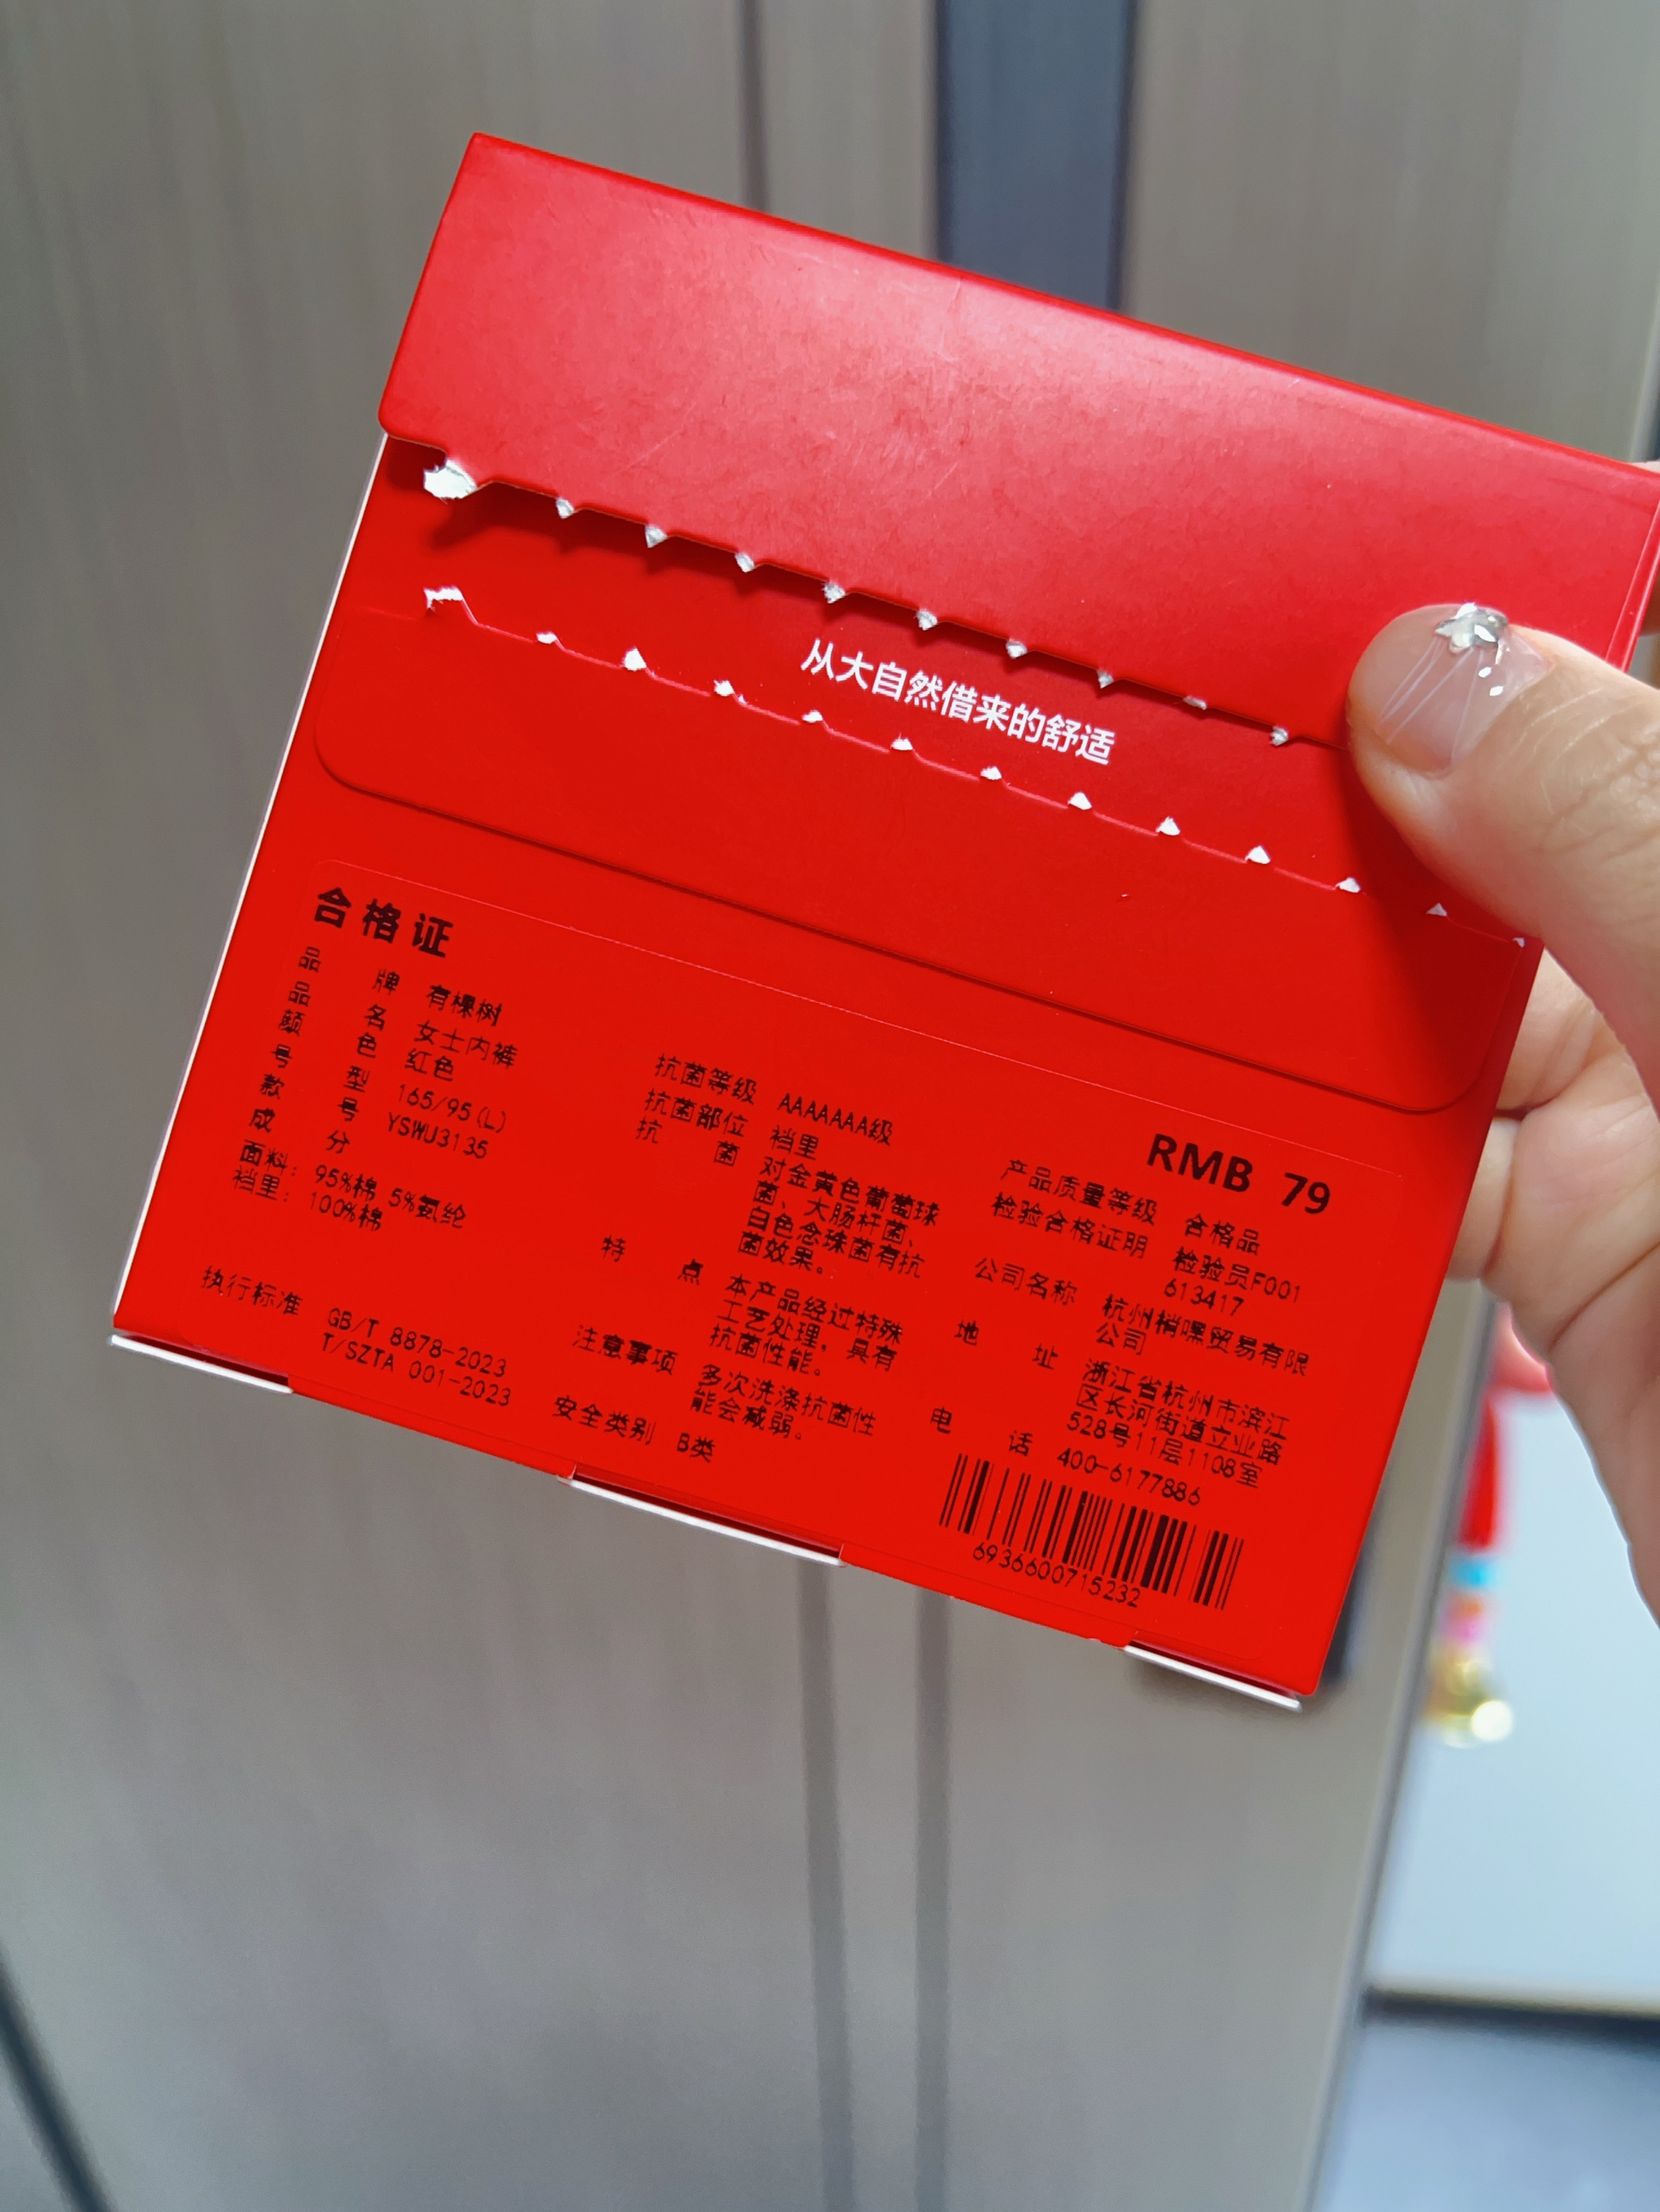 从大自然借来的舒适
合格证
品牌 有棵树
品名 女士内裤
颜色 红色
号型 165/95(L)
款号 YSWU3135
成分
面料: 95%棉 5%氨纶
裆里: 100%棉
执行标准 GB/T 8878-2023
T/SZTA 001-2023
抗菌等级 AAAAAAA级
抗菌部位 裆里
抗菌 对金黄色葡萄球
菌、大肠杆菌、
白色念珠菌有抗
菌效果。
特点 本产品经过特殊
工艺处理，具有
抗菌性能。
注意事项 多次洗涤抗菌性
能会减弱。
安全类别 B类
RMB 79
产品质量等级 合格品
检验合格证明 检验员F001
613417
公司名称 杭州梢嘿贸易有限
公司
地址 浙江省杭州市滨江
区长河街道立业路
528号11层1108室
电话 400-6177886
6936600715232